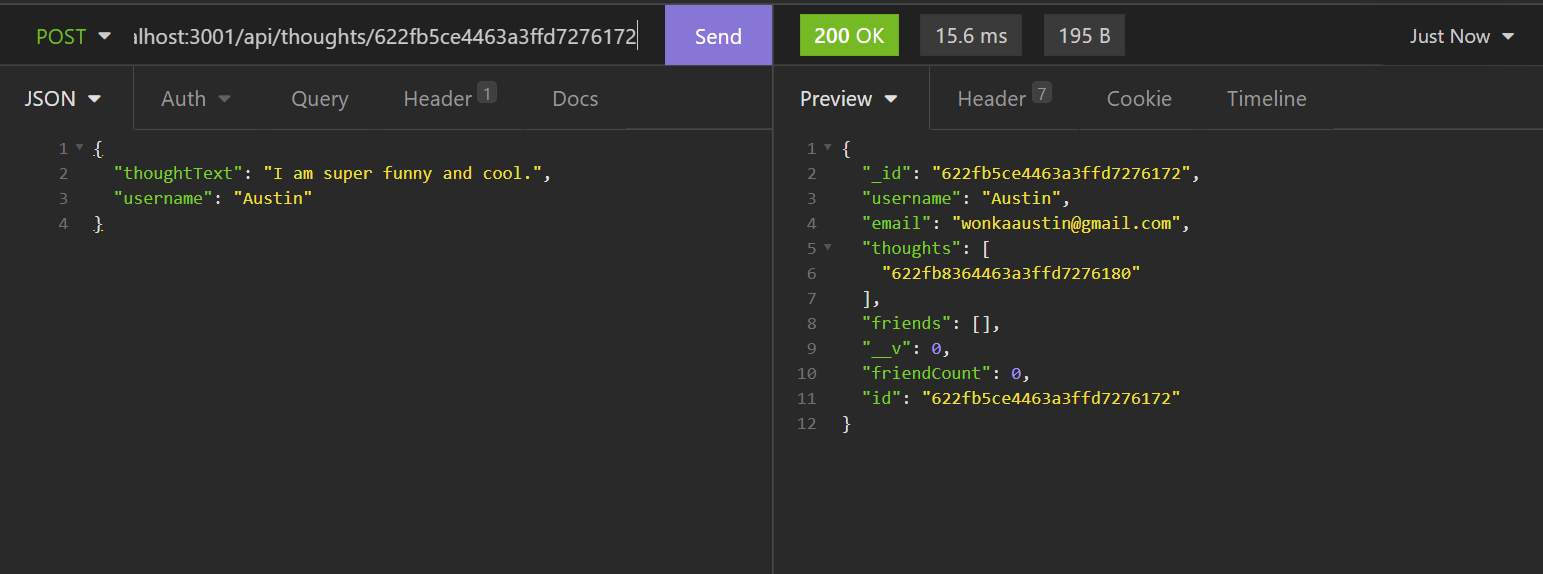 POST alhost:3001/api/thoughts/622fb5ce4463a3ffd7276172 Send 200 OK 15.6 ms 195 B Just Now
JSON Auth Query Header 1 Docs Preview Header 7 Cookie Timeline
1 {
2 "thoughtText": "I am super funny and cool.",
3 "username": "Austin"
4 }
1 {
2 "_id": "622fb5ce4463a3ffd7276172",
3 "username": "Austin",
4 "email": "wonkaaustin@gmail.com",
5 "thoughts": [
6 "622fb8364463a3ffd7276180"
7 ],
8 "friends": [],
9 "__v": 0,
10 "friendCount": 0,
11 "id": "622fb5ce4463a3ffd7276172"
12 }